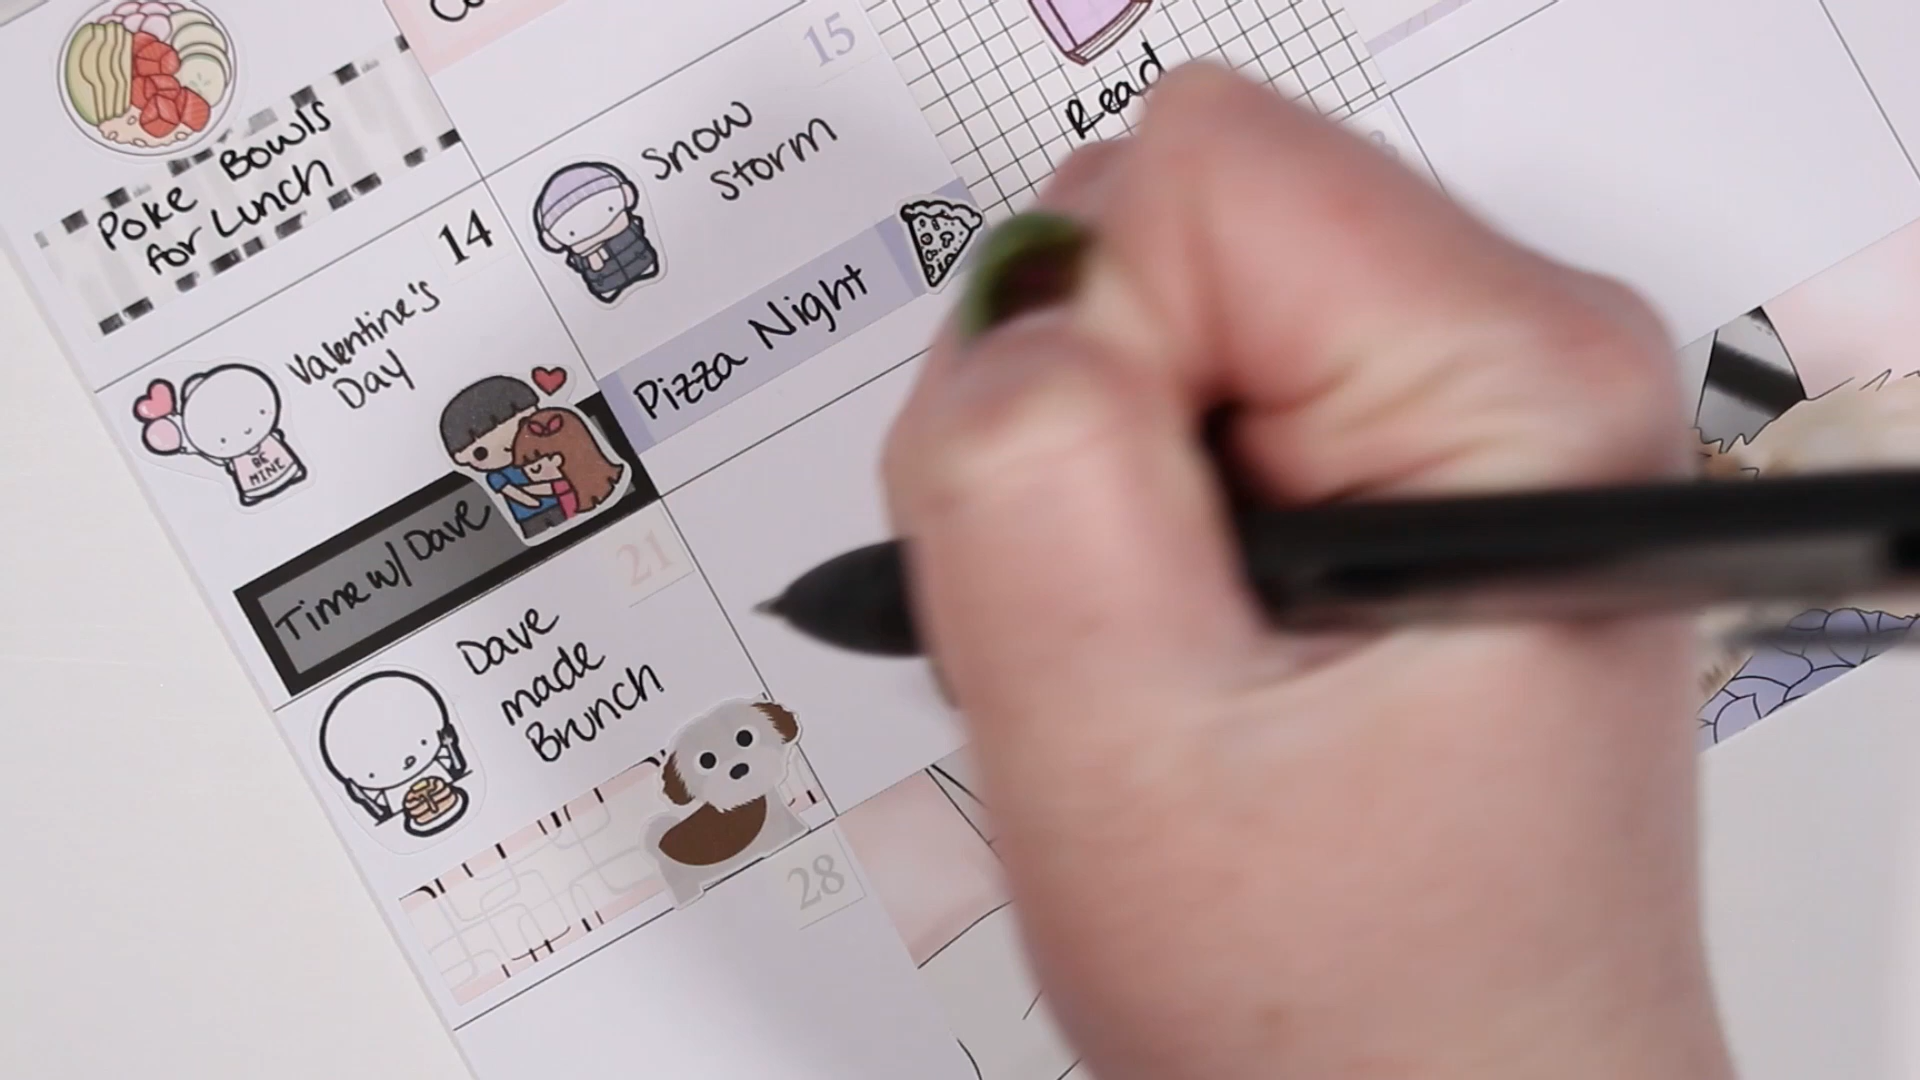 Poke Bowls
for Lunch
14
Valentine's
Day
BE
MINE
Time w/ Dave
15
Snow
Storm
Pizza Night
Read
21
Dave
made
Brunch
28